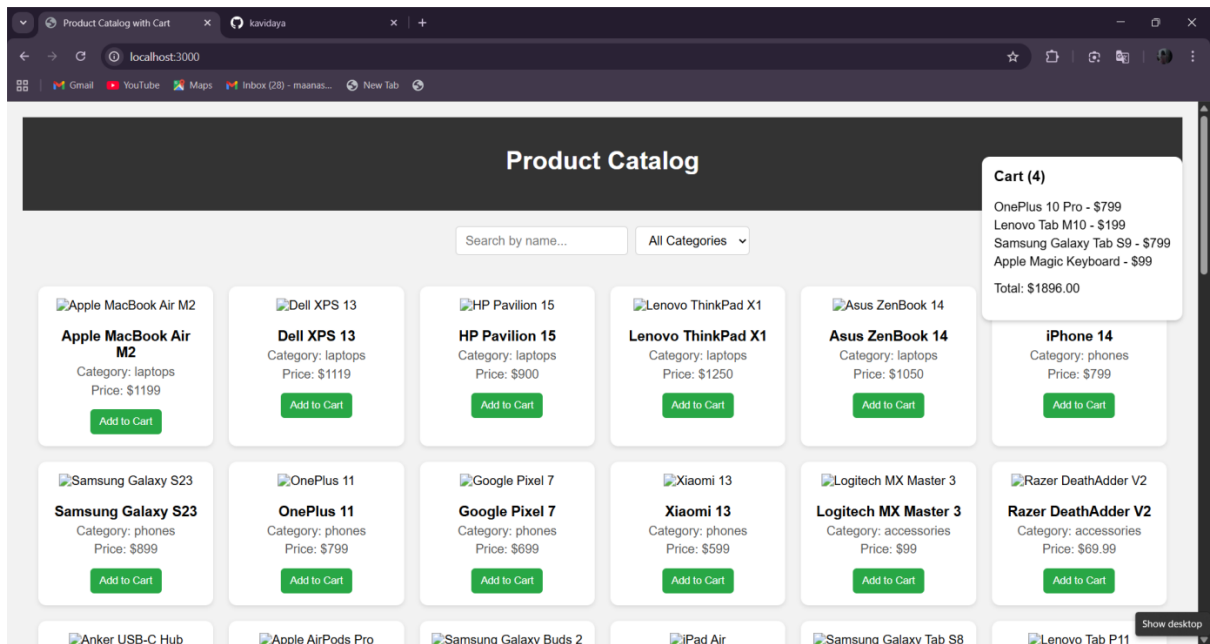 Product Catalog with Cart
kavidaya
localhost:3000
Gmail
YouTube
Maps
Inbox (28) - maanas...
New Tab
Product Catalog
Search by name...
All Categories
Cart (4)
OnePlus 10 Pro - $799
Lenovo Tab M10 - $199
Samsung Galaxy Tab S9 - $799
Apple Magic Keyboard - $99
Total: $1896.00
Apple MacBook Air M2
Apple MacBook Air
M2
Category: laptops
Price: $1199
Add to Cart
Dell XPS 13
Dell XPS 13
Category: laptops
Price: $1119
Add to Cart
HP Pavilion 15
HP Pavilion 15
Category: laptops
Price: $900
Add to Cart
Lenovo ThinkPad X1
Lenovo ThinkPad X1
Category: laptops
Price: $1250
Add to Cart
Asus ZenBook 14
Asus ZenBook 14
Category: laptops
Price: $1050
Add to Cart
iPhone 14
Category: phones
Price: $799
Add to Cart
Samsung Galaxy S23
Samsung Galaxy S23
Category: phones
Price: $899
Add to Cart
OnePlus 11
OnePlus 11
Category: phones
Price: $799
Add to Cart
Google Pixel 7
Google Pixel 7
Category: phones
Price: $699
Add to Cart
Xiaomi 13
Xiaomi 13
Category: phones
Price: $599
Add to Cart
Logitech MX Master 3
Logitech MX Master 3
Category: accessories
Price: $99
Add to Cart
Razer DeathAdder V2
Razer DeathAdder V2
Category: accessories
Price: $69.99
Add to Cart
Anker USB-C Hub
Apple AirPods Pro
Samsung Galaxy Buds 2
iPad Air
Samsung Galaxy Tab S8
Lenovo Tab P11
Show desktop